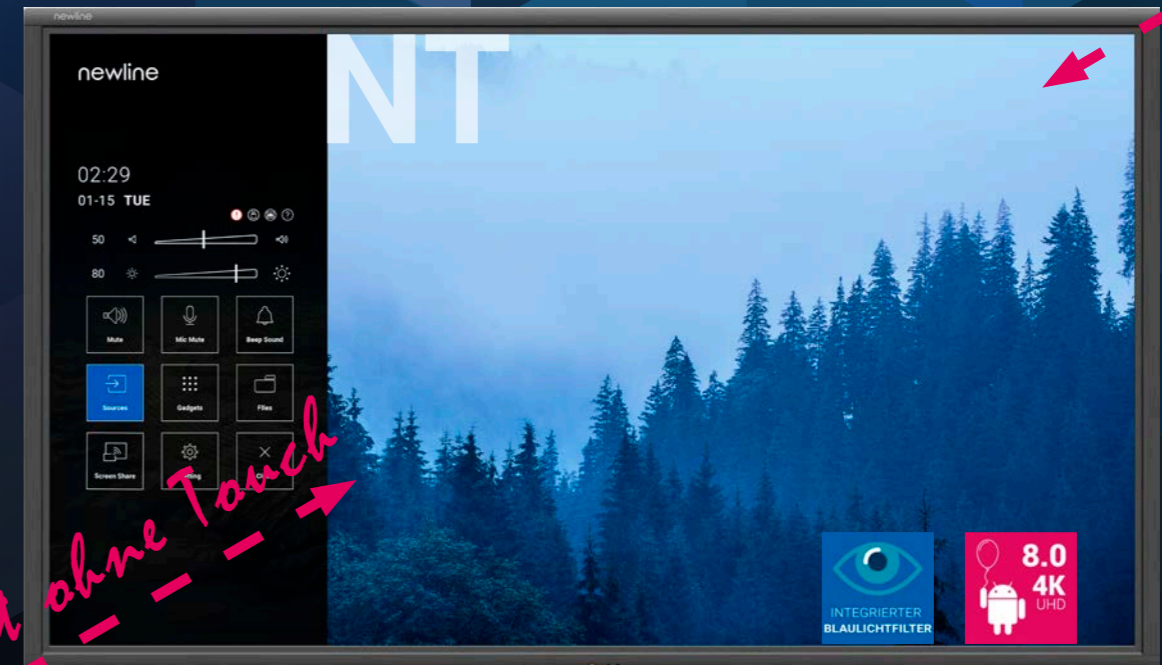 newline
NT
newline
02:29
01-15 TUE
50
80
Mute
Mic Mute
Beep Sound
Sources
Gadgets
Files
Screen Share
ohne Touch
INTEGRIERTER
BLAULICHTFILTER
8.0
4K
UHD